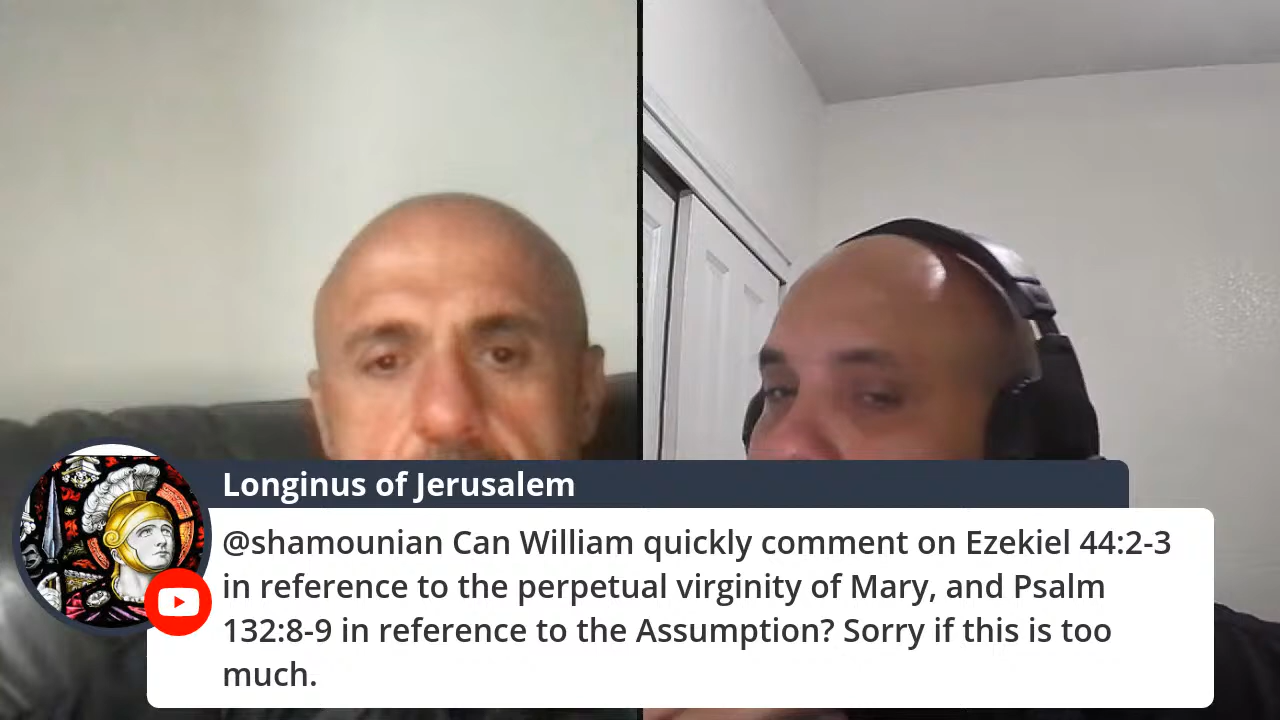 Longinus of Jerusalem
@shamounian Can William quickly comment on Ezekiel 44:2-3
in reference to the perpetual virginity of Mary, and Psalm
132:8-9 in reference to the Assumption? Sorry if this is too
much.